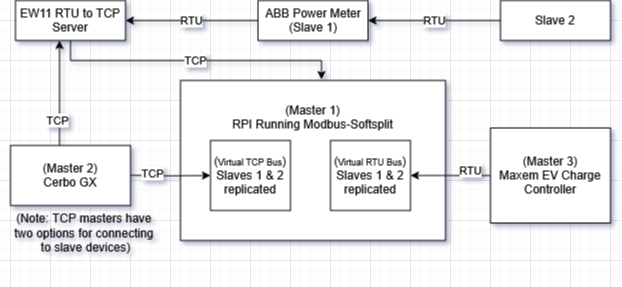 EW11 RTU to TCP
Server
RTU
ABB Power Meter
(Slave 1)
RTU
Slave 2
TCP
TCP
(Master 1)
RPI Running Modbus-Softsplit
(Virtual TCP Bus)
Slaves 1 & 2
replicated
(Virtual RTU Bus)
Slaves 1 & 2
replicated
(Master 2)
Cerbo GX
TCP
RTU
(Master 3)
Maxem EV Charge
Controller
(Note: TCP masters have
two options for connecting
to slave devices)